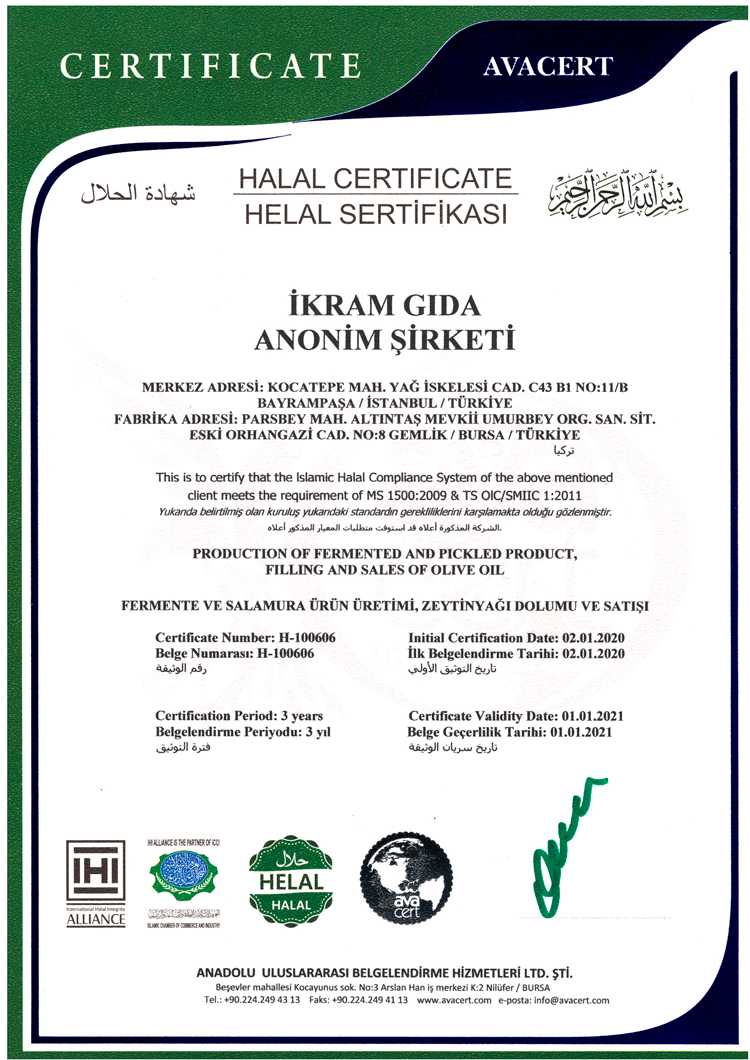 CERTIFICATE
AVACERT
شهادة الحلال
HALAL CERTIFICATE
HELAL SERTİFİKASI
بسم الله الرحمن الرحيم
İKRAM GIDA
ANONİM ŞİRKETİ
MERKEZ ADRESİ: KOCATEPE MAH. YAĞ İSKELESİ CAD. C43 B1 NO:11/B
BAYRAMPAŞA / İSTANBUL / TÜRKİYE
FABRİKA ADRESİ: PARSBEY MAH. ALTINTAŞ MEVKİİ UMURBEY ORG. SAN. SİT.
ESKİ ORHANGAZİ CAD. NO:8 GEMLİK / BURSA / TÜRKİYE
تركيا
This is to certify that the Islamic Halal Compliance System of the above mentioned
client meets the requirement of MS 1500:2009 & TS OIC/SMIIC 1:2011
Yukarıda belirtilmiş olan kuruluş yukarıdaki standardın gerekliliklerini karşılamakta olduğu gözlenmiştir.
الشركة المذكورة أعلاه قد استوفت متطلبات المعيار المذكور أعلاه.
PRODUCTION OF FERMENTED AND PICKLED PRODUCT,
FILLING AND SALES OF OLIVE OIL
FERMENTE VE SALAMURA ÜRÜN ÜRETİMİ, ZEYTİNYAĞI DOLUMU VE SATIŞI
Certificate Number: H-100606
Belge Numarası: H-100606
رقم الوثيقة
Initial Certification Date: 02.01.2020
İlk Belgelendirme Tarihi: 02.01.2020
تاريخ التوثيق الأولي
Certification Period: 3 years
Belgelendirme Periyodu: 3 yıl
فترة التوثيق
Certificate Validity Date: 01.01.2021
Belge Geçerlilik Tarihi: 01.01.2021
تاريخ سريان الوثيقة
IHI
International Halal Integrity
ALLIANCE
IHI ALLIANCE IS THE PARTNER OF ICCI
ISLAMIC CHAMBER OF COMMERCE AND INDUSTRY
حلال
HELAL
HALAL
ava
cert
ANADOLU ULUSLARARASI BELGELENDİRME HİZMETLERİ LTD. ŞTİ.
Beşevler mahallesi Kocayunus sok. No:3 Arslan Han iş merkezi K:2 Nilüfer / BURSA
Tel.: +90.224.249 43 13 Faks: +90.224.249 41 13 www.avacert.com e-posta: info@avacert.com